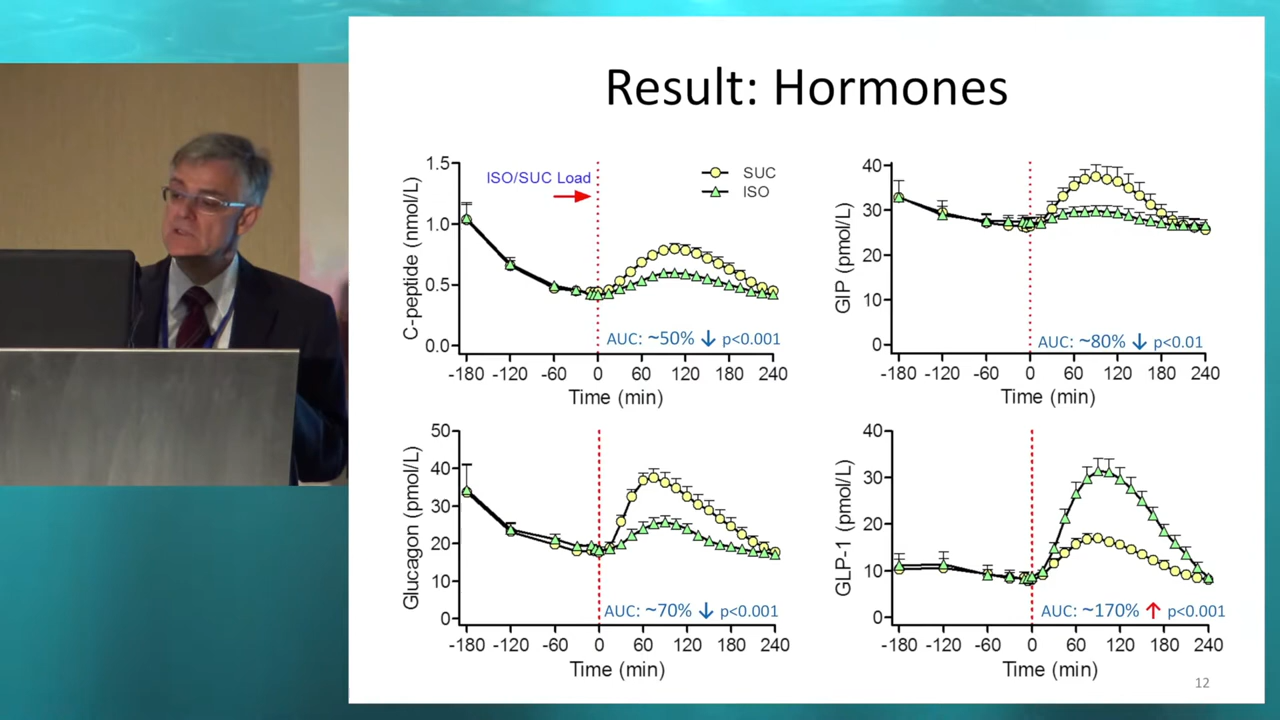 Result: Hormones
1.5
1.0
0.5
0.0
C-peptide (nmol/L)
ISO/SUC Load
SUC
ISO
AUC: ~50% ↓ p<0.001
-180 -120 -60 0 60 120 180 240
Time (min)
40
30
20
10
0
GIP (pmol/L)
AUC: ~80% ↓ p<0.01
-180 -120 -60 0 60 120 180 240
Time (min)
50
40
30
20
10
0
Glucagon (pmol/L)
AUC: ~70% ↓ p<0.001
-180 -120 -60 0 60 120 180 240
Time (min)
40
30
20
10
0
GLP-1 (pmol/L)
AUC: ~170% ↑ p<0.001
-180 -120 -60 0 60 120 180 240
Time (min)
12